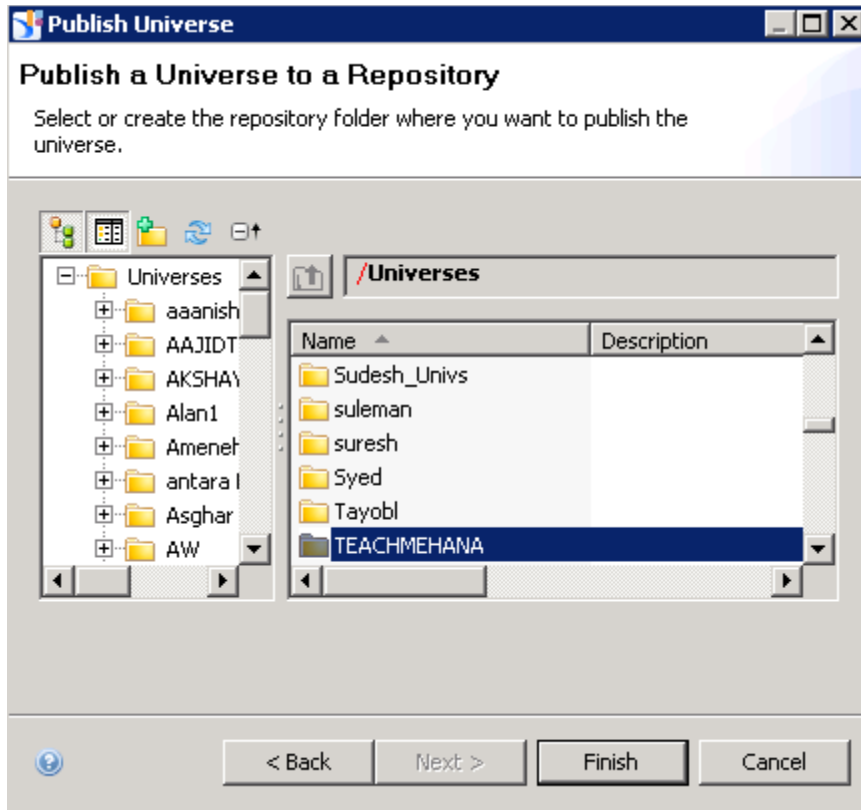 Publish Universe
Publish a Universe to a Repository
Select or create the repository folder where you want to publish the
universe.
Universes
aaanish
AAJIDT
AKSHAY
Alan1
Ameneh
antara
Asghar
AW
/Universes
Name Description
Sudesh_Univs
suleman
suresh
Syed
Tayobl
TEACHMEHANA
< Back Next > Finish Cancel